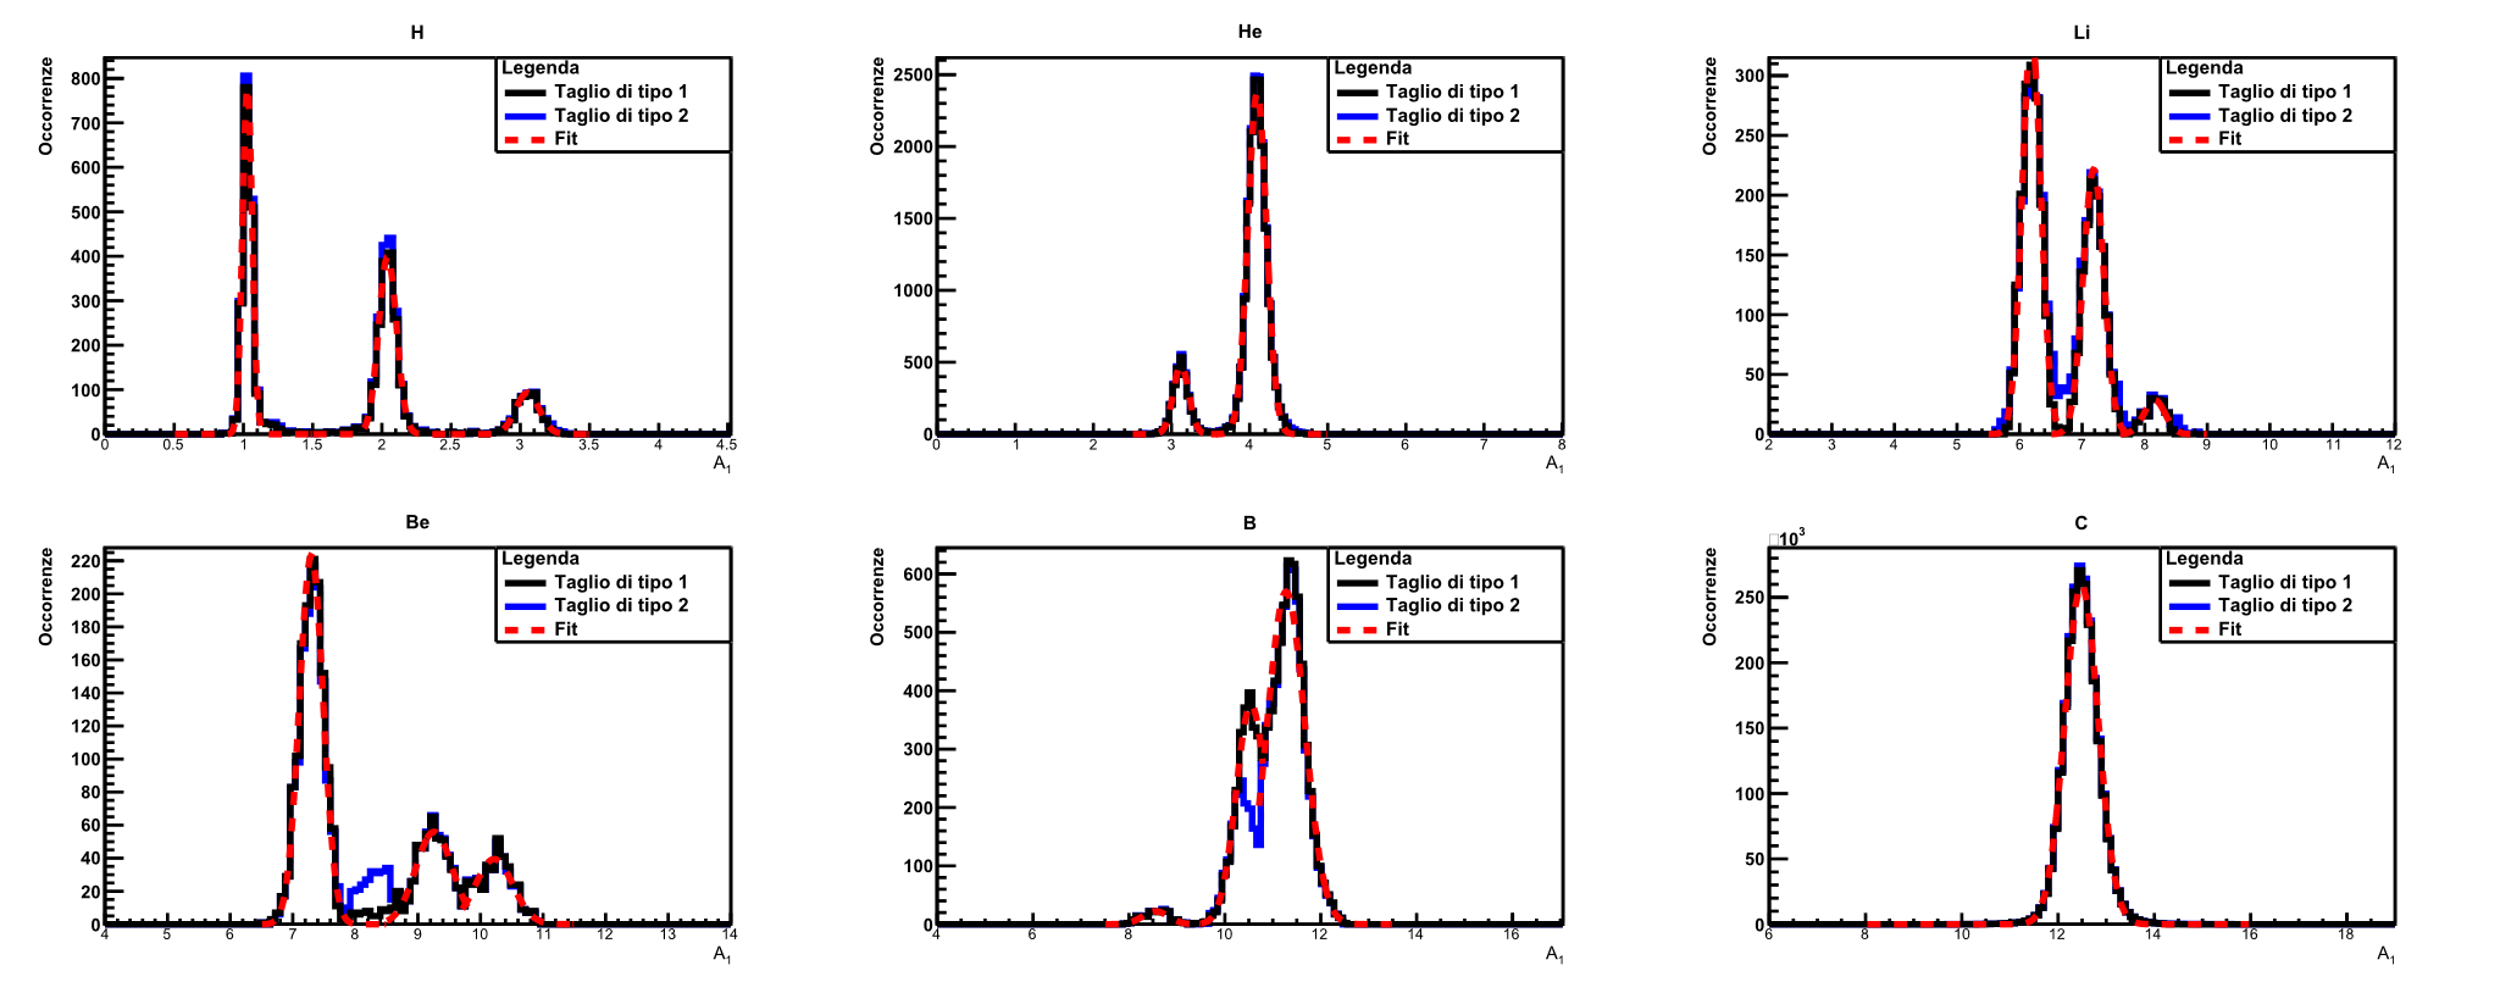 H
Occorrenze
800
700
600
500
400
300
200
100
0
0 0.5 1 1.5 2 2.5 3 3.5 4 4.5
A1
Legenda
Taglio di tipo 1
Taglio di tipo 2
Fit
He
Occorrenze
2500
2000
1500
1000
500
0
0 1 2 3 4 5 6 7 8
A1
Legenda
Taglio di tipo 1
Taglio di tipo 2
Fit
Li
Occorrenze
300
250
200
150
100
50
0
2 3 4 5 6 7 8 9 10 11 12
A1
Legenda
Taglio di tipo 1
Taglio di tipo 2
Fit
Be
Occorrenze
220
200
180
160
140
120
100
80
60
40
20
0
4 5 6 7 8 9 10 11 12 13 14
A1
Legenda
Taglio di tipo 1
Taglio di tipo 2
Fit
B
Occorrenze
600
500
400
300
200
100
0
4 6 8 10 12 14 16
A1
Legenda
Taglio di tipo 1
Taglio di tipo 2
Fit
C
10³
Occorrenze
250
200
150
100
50
0
6 8 10 12 14 16 18
A1
Legenda
Taglio di tipo 1
Taglio di tipo 2
Fit